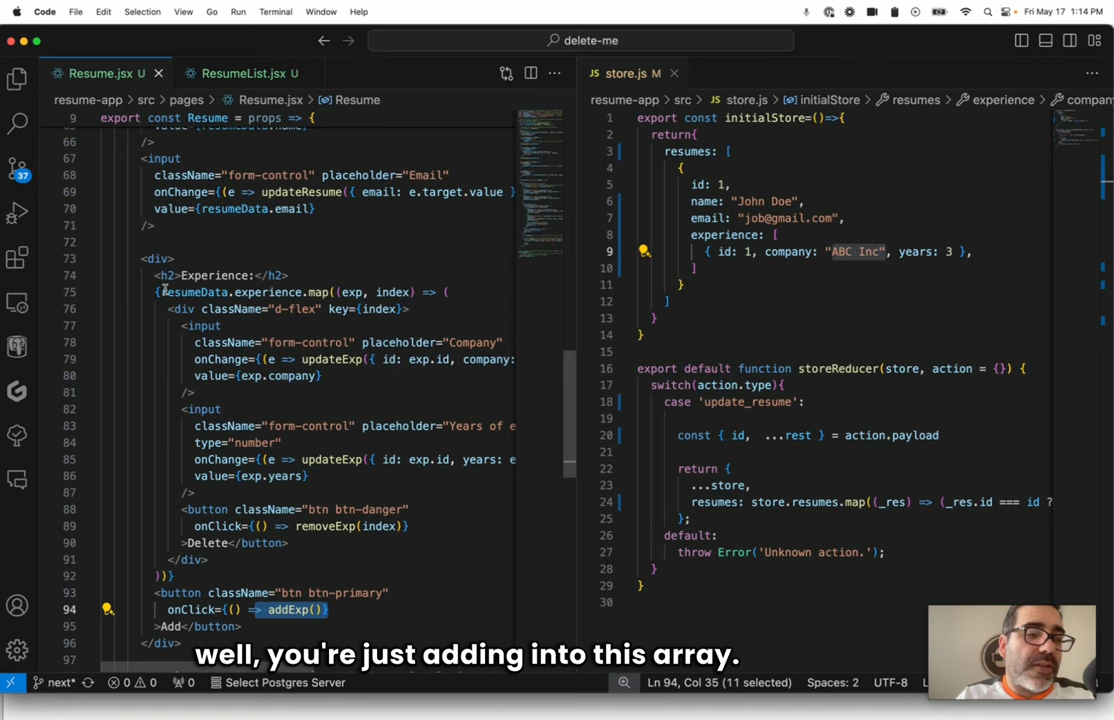 Code File Edit Selection View Go Run Terminal Window Help Fri May 17 1:14 PM
delete-me
Resume.jsx U ResumeList.jsx U store.js M
resume-app > src > pages > Resume.jsx > Resume
resume-app > src > store.js > initialStore > resumes > experience > company
9 export const Resume = props => {
66 />
67 <input
68 className="form-control" placeholder="Email"
69 onChange={(e => updateResume({ email: e.target.value }
70 value={resumeData.email}
71 />
72
73 <div>
74 <h2>Experience:</h2>
75 {resumeData.experience.map((exp, index) => (
76 <div className="d-flex" key={index}>
77 <input
78 className="form-control" placeholder="Company"
79 onChange={(e => updateExp({ id: exp.id, company:
80 value={exp.company}
81 />
82 <input
83 className="form-control" placeholder="Years of e
84 type="number"
85 onChange={(e => updateExp({ id: exp.id, years: e
86 value={exp.years}
87 />
88 <button className="btn btn-danger"
89 onClick={() => removeExp(index)}
90 >Delete</button>
91 </div>
92 ))}
93 <button className="btn btn-primary"
94 onClick={() => addExp()}
95 >Add</button>
96 </div>
97
1 export const initialStore=()=>{
2 return{
3 resumes: [
4 {
5 id: 1,
6 name: "John Doe",
7 email: "job@gmail.com",
8 experience: [
9 { id: 1, company: "ABC Inc", years: 3 },
10 ]
11 }
12 ]
13 }
14 }
15
16 export default function storeReducer(store, action = {}) {
17 switch(action.type){
18 case 'update_resume':
19
20 const { id, ...rest } = action.payload
21
22 return {
23 ...store,
24 resumes: store.resumes.map((_res) => (_res.id === id ?
25 };
26 default:
27 throw Error('Unknown action.');
28 }
29 }
30
37
well, you're just adding into this array.
next* 0 0 0 Select Postgres Server Ln 94, Col 35 (11 selected) Spaces: 2 UTF-8